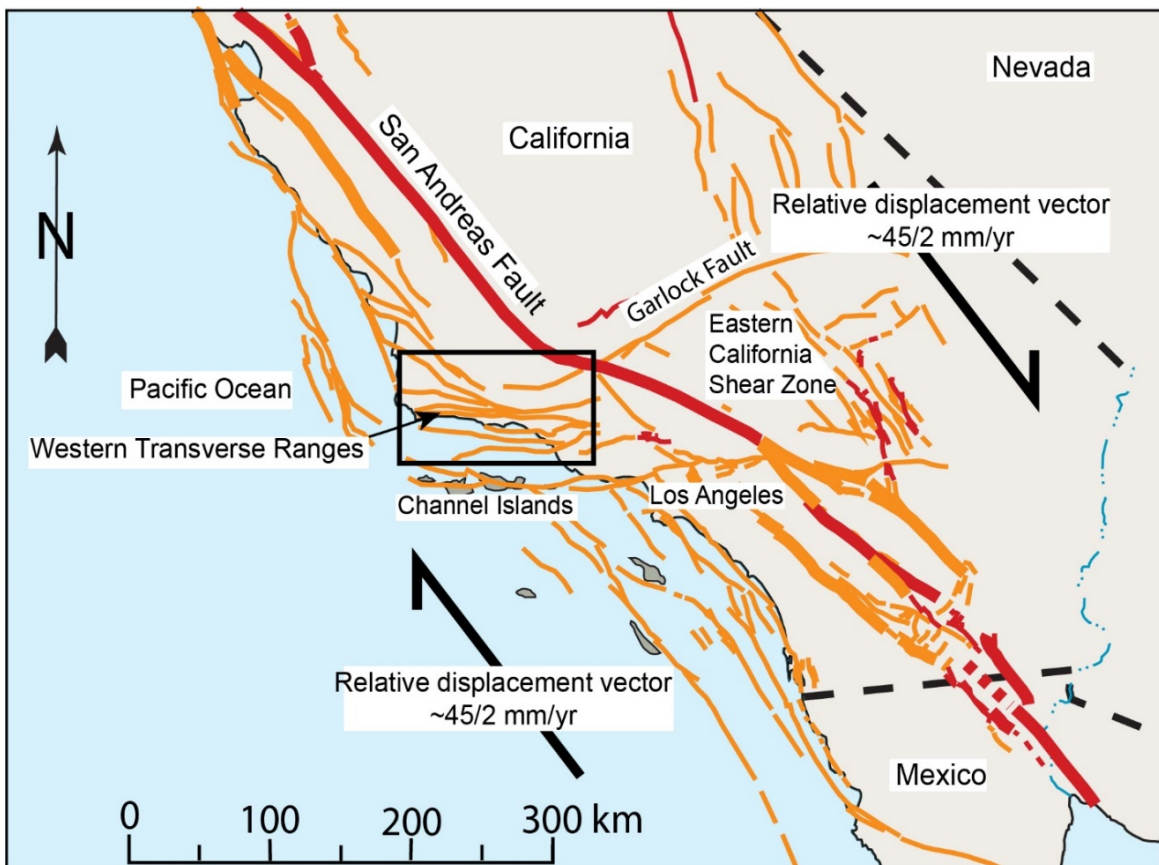 Nevada
California
San Andreas Fault
N
Relative displacement vector
~45/2 mm/yr
Garlock Fault
Eastern
California
Shear Zone
Pacific Ocean
Western Transverse Ranges
Channel Islands
Los Angeles
Relative displacement vector
~45/2 mm/yr
Mexico
0 100 200 300 km